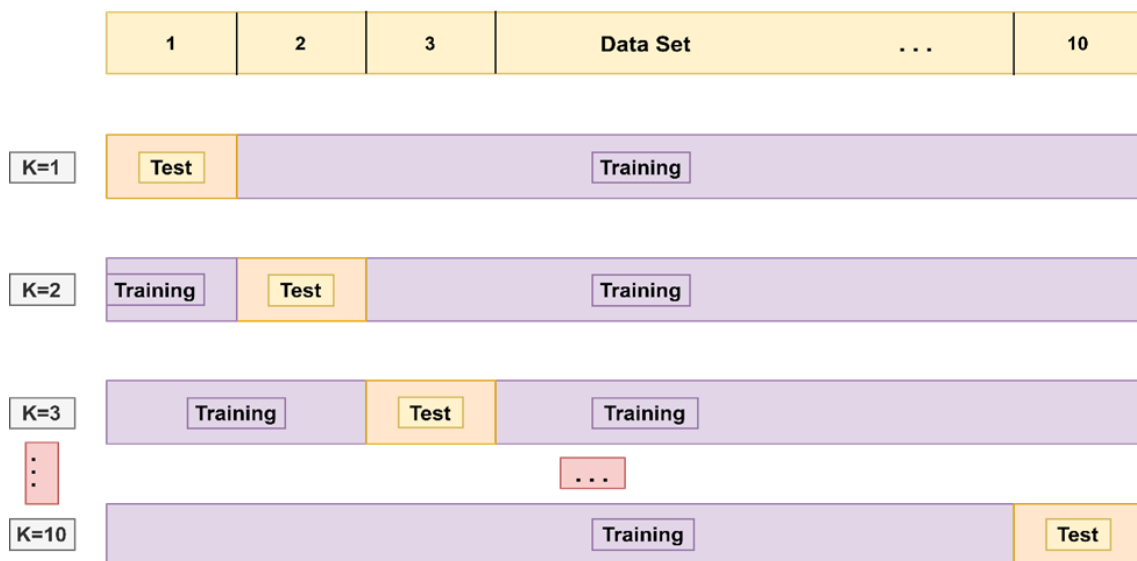 1 2 3 Data Set ... 10
K=1 Test Training
K=2 Training Test Training
K=3 Training Test Training
... ...
K=10 Training Test